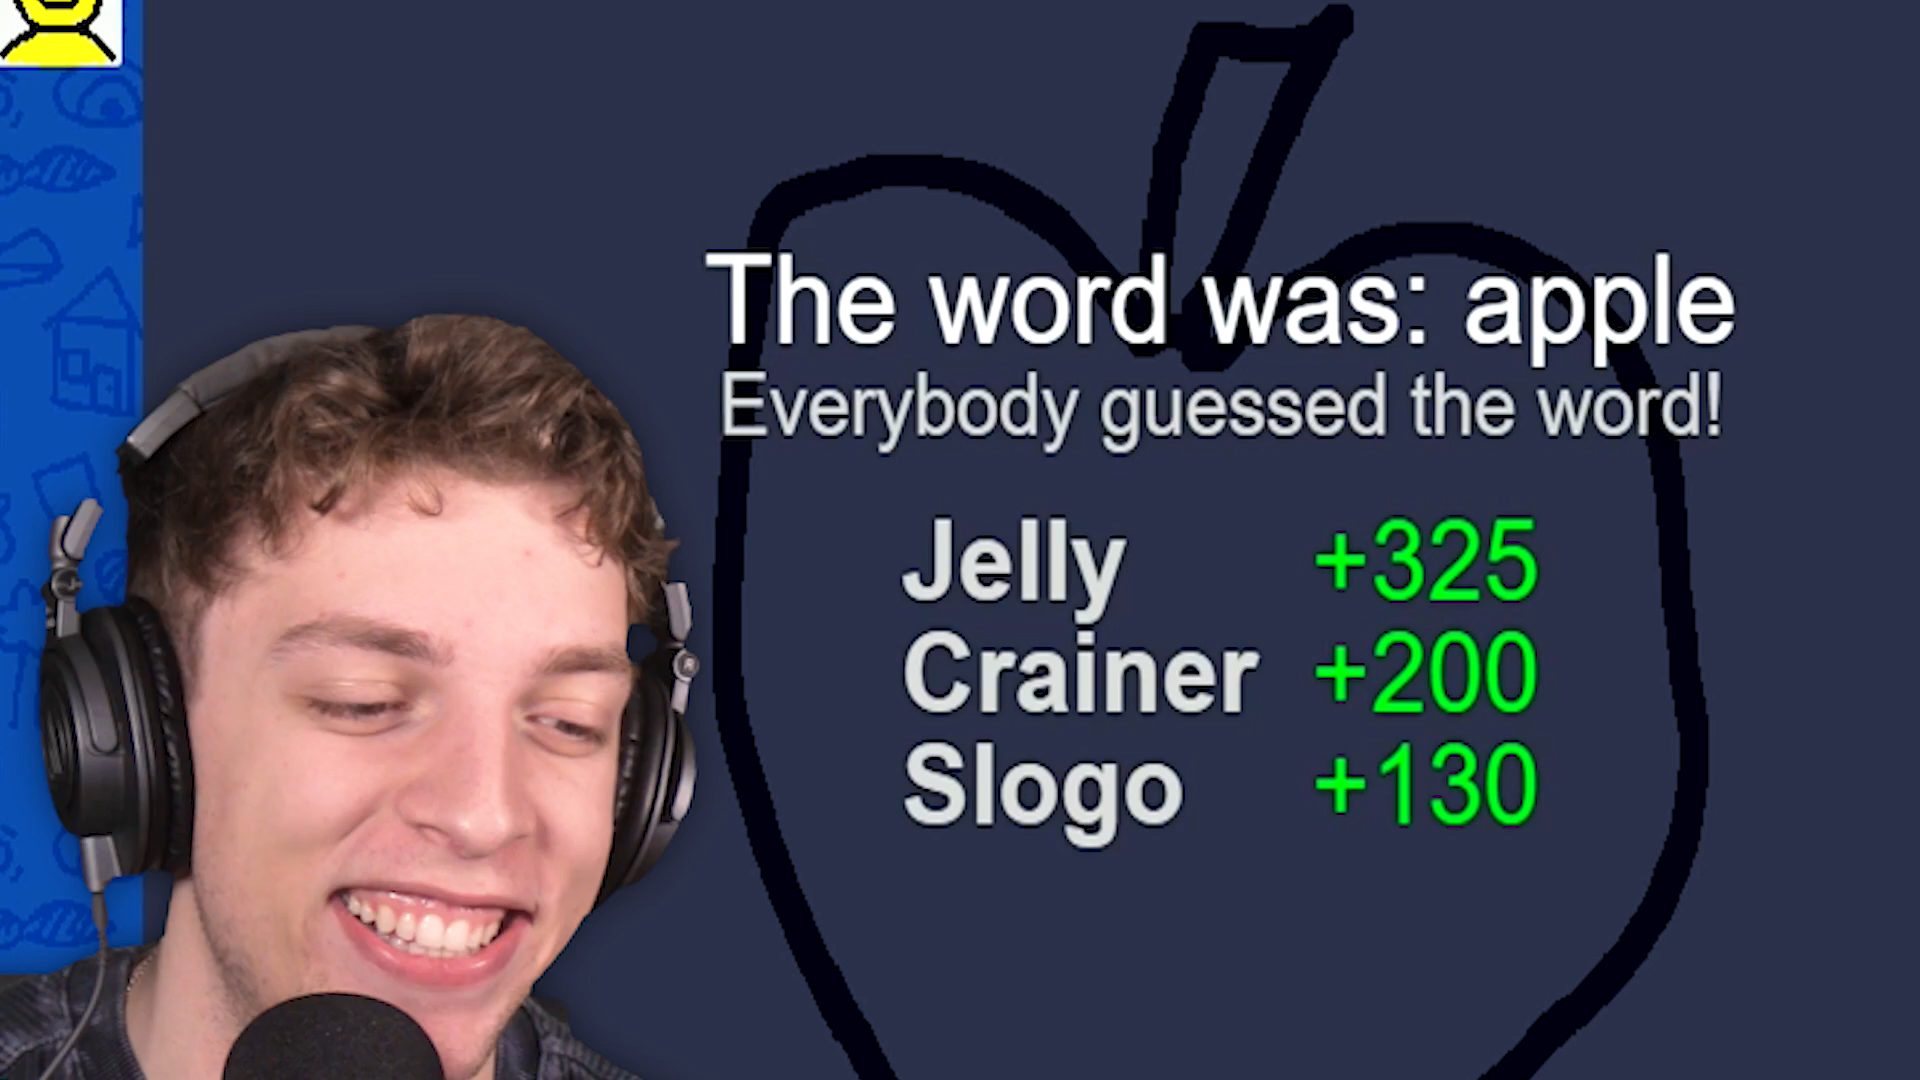 The word was: apple
Everybody guessed the word!
Jelly +325
Crainer +200
Slogo +130